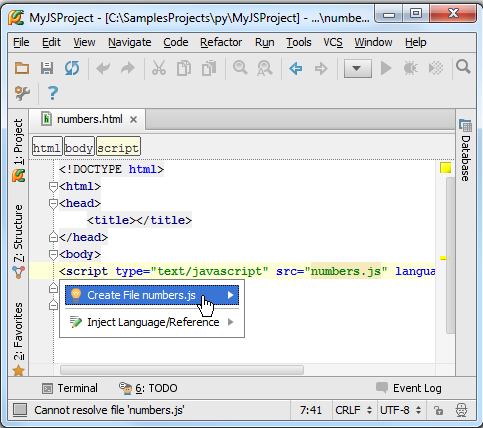 MyJSProject - [C:\SamplesProjects\py\MyJSProject] - ...\numbe...
File Edit View Navigate Code Refactor Run Tools VCS Window Help
numbers.html
html body script
<!DOCTYPE html>
<html>
<head>
<title></title>
</head>
<body>
<script type="text/javascript" src="numbers.js" langua
Create File numbers.js
Inject Language/Reference
1: Project
7: Structure
2: Favorites
Database
Terminal 6: TODO Event Log
Cannot resolve file 'numbers.js' 7:41 CRLF UTF-8